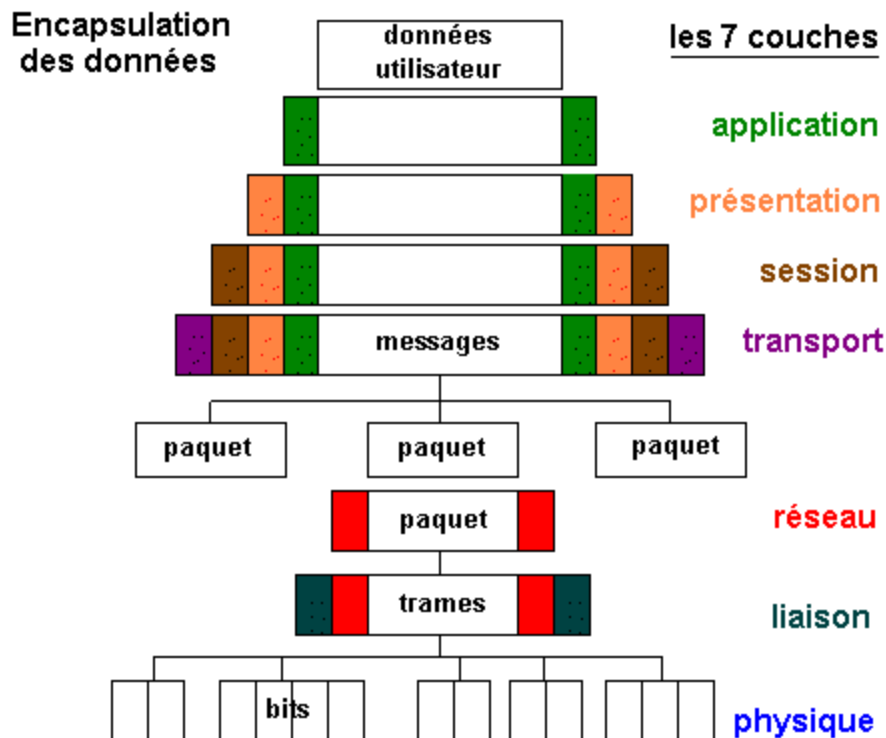 Encapsulation
des données
données
utilisateur
les 7 couches
application
présentation
session
messages
transport
paquet
paquet
paquet
paquet
réseau
trames
liaison
bits
physique